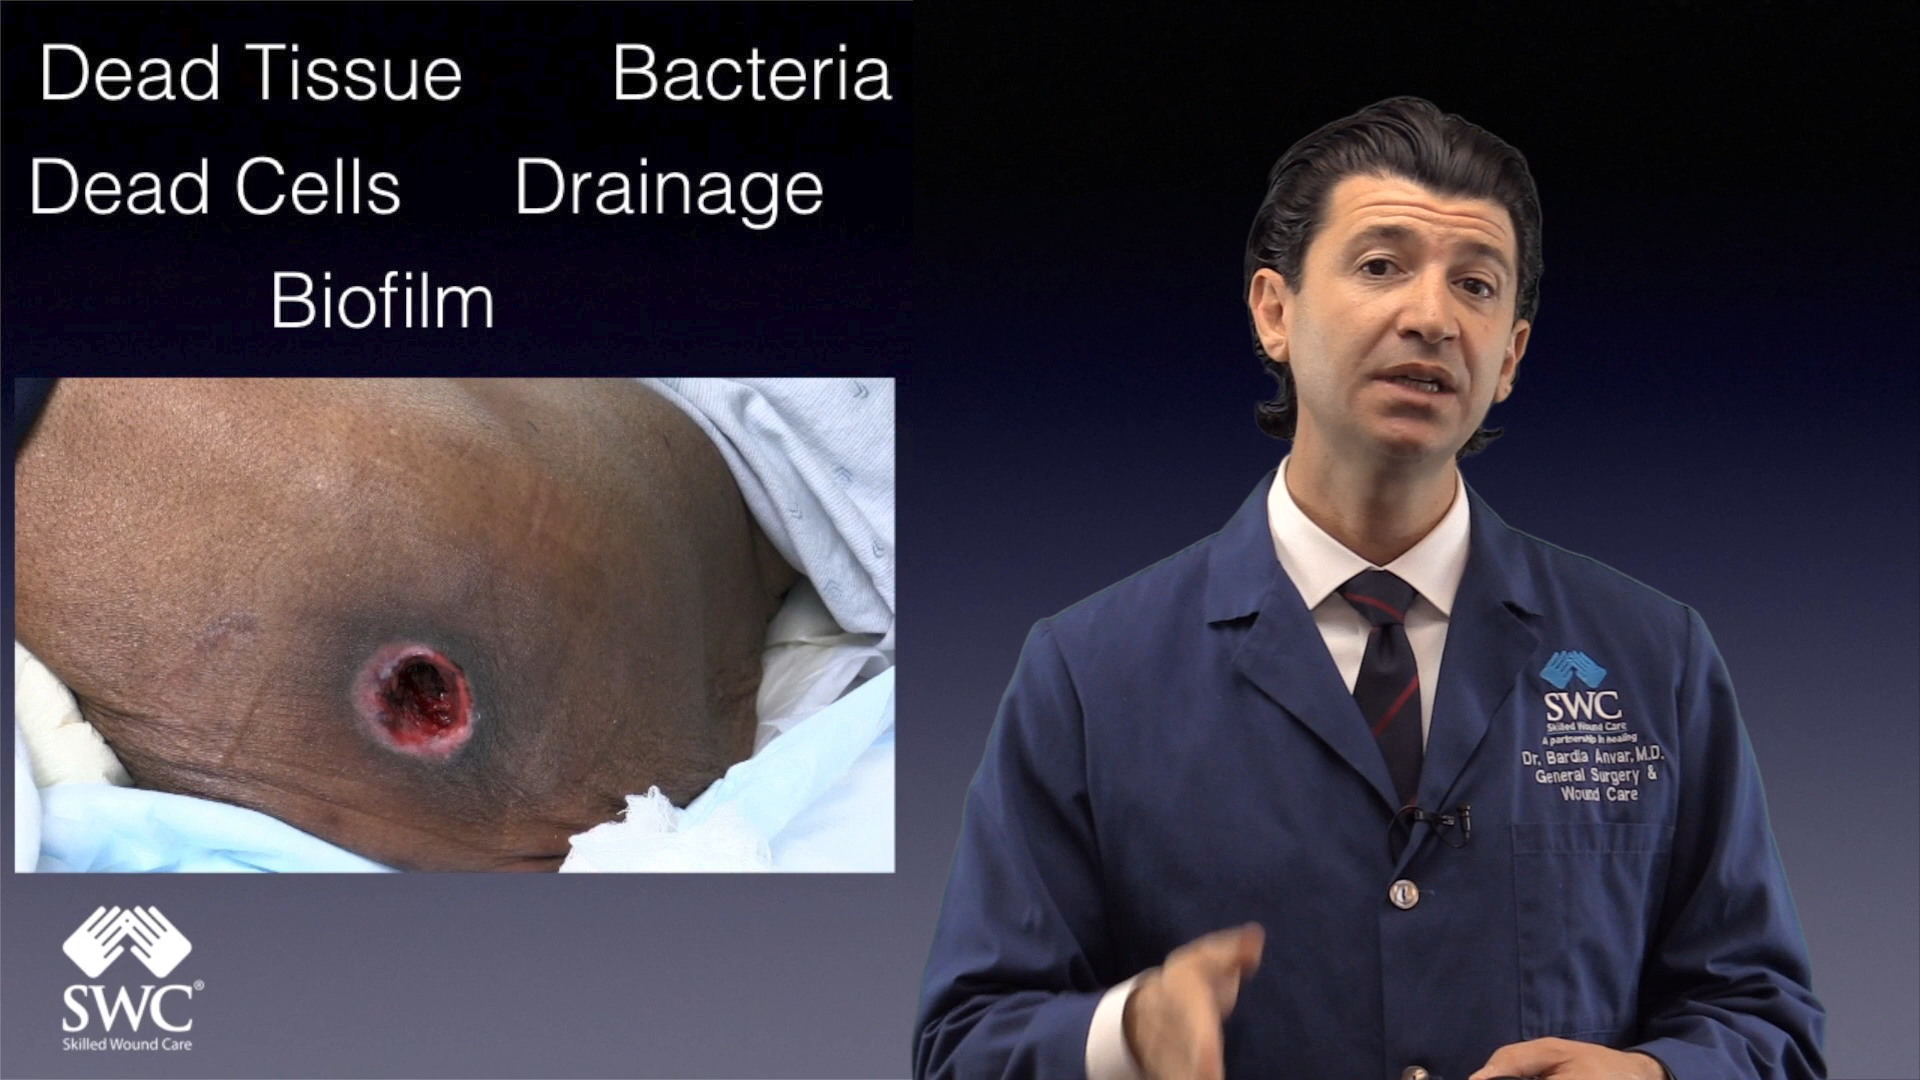 Dead Tissue Bacteria
Dead Cells Drainage
Biofilm
SWC®
Skilled Wound Care
SWC
Skilled Wound Care
A partnership in healing
Dr. Bardia Anvar, M.D.
General Surgery &
Wound Care